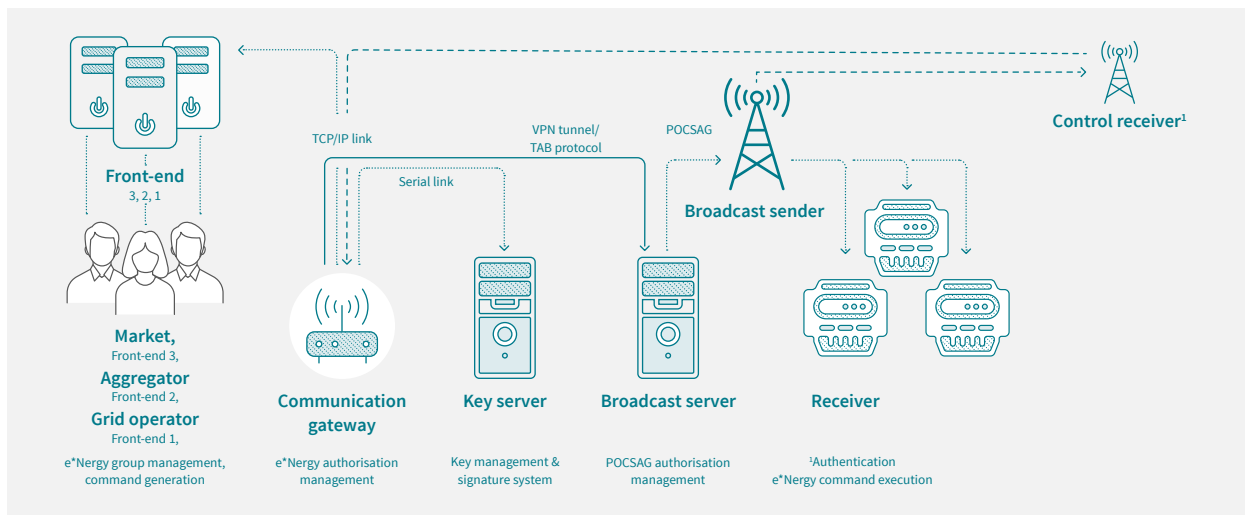 Control receiver¹
TCP/IP link
VPN tunnel/
TAB protocol
POCSAG
Front-end
3, 2, 1
Serial link
Broadcast sender
Market,
Front-end 3,
Aggregator
Front-end 2,
Grid operator
Front-end 1,
e*Nergy group management,
command generation
Communication
gateway
e*Nergy authorisation
management
Key server
Key management &
signature system
Broadcast server
POCSAG authorisation
management
Receiver
¹Authentication
e*Nergy command execution